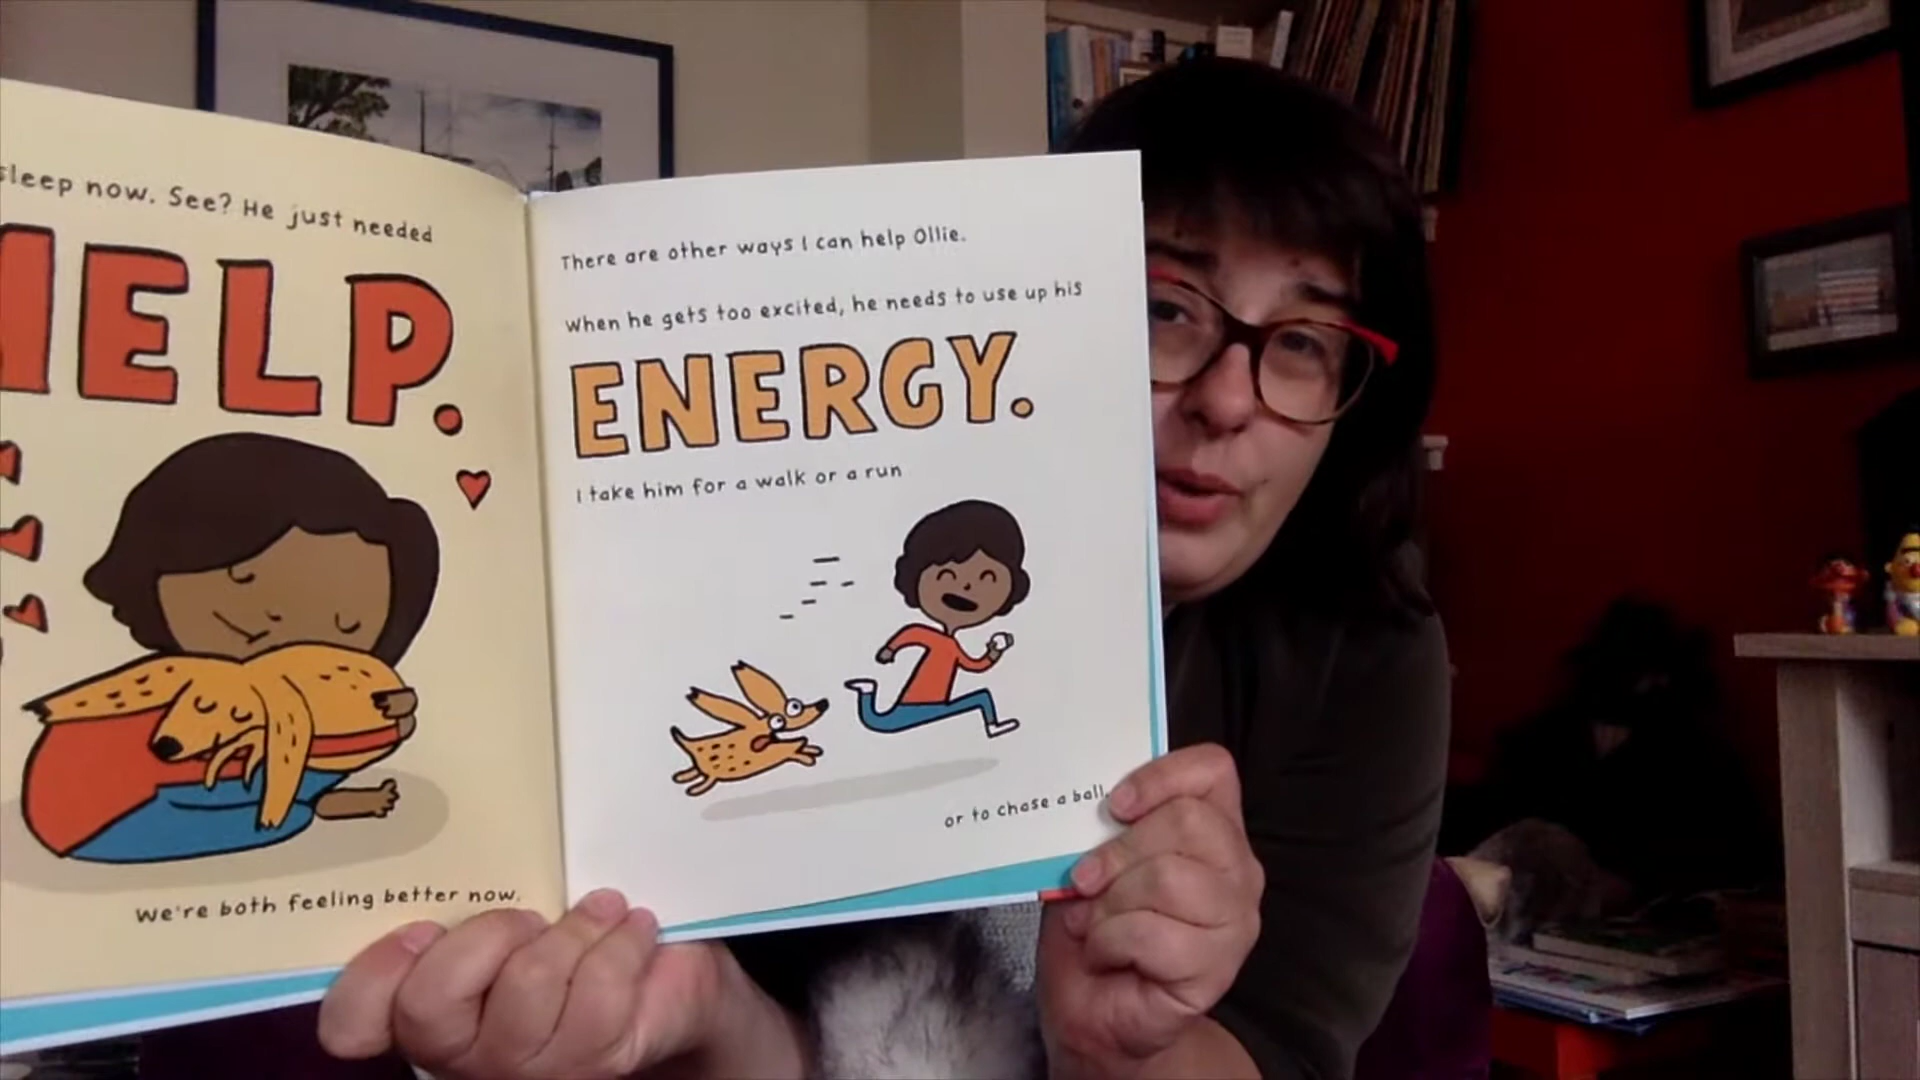 sleep now. See? He just needed
HELP.
We're both feeling better now.
There are other ways I can help Ollie.
When he gets too excited, he needs to use up his
ENERGY.
I take him for a walk or a run
or to chase a ball.